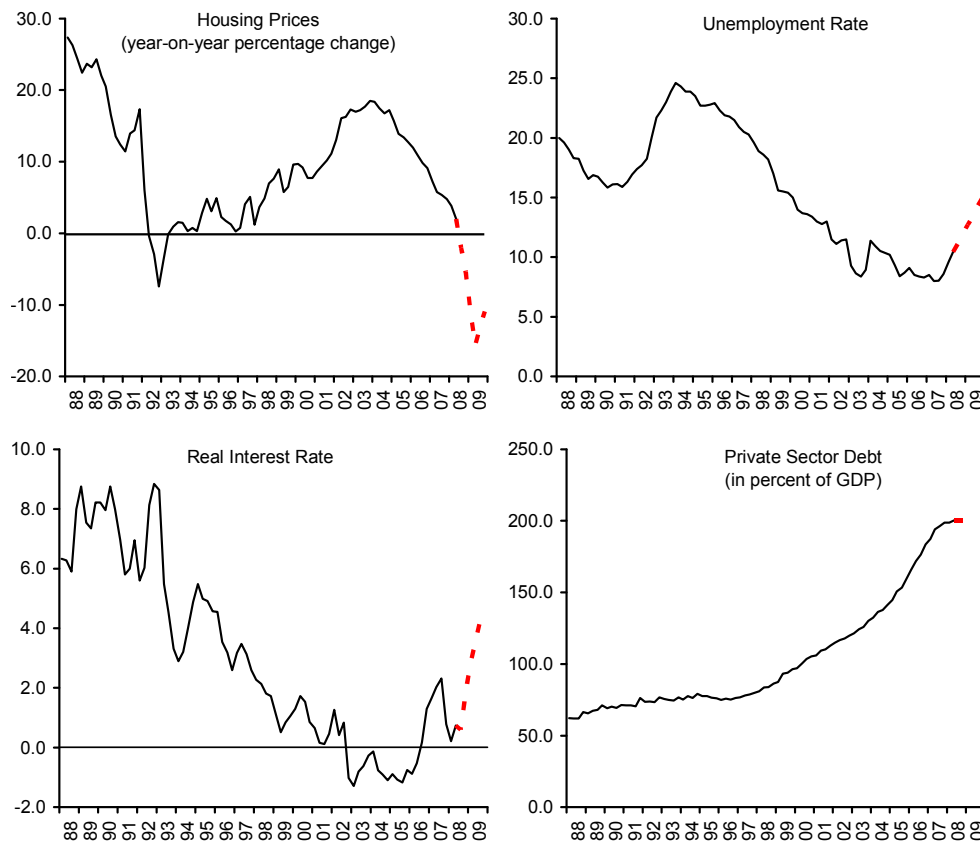 Housing Prices
(year-on-year percentage change)
30.0
20.0
10.0
0.0
-10.0
-20.0
88 89 90 91 92 93 94 95 96 97 98 99 00 01 02 03 04 05 06 07 08 09
Unemployment Rate
30.0
25.0
20.0
15.0
10.0
5.0
0.0
88 89 90 91 92 93 94 95 96 97 98 99 00 01 02 03 04 05 06 07 08 09
Real Interest Rate
10.0
8.0
6.0
4.0
2.0
0.0
-2.0
88 89 90 91 92 93 94 95 96 97 98 99 00 01 02 03 04 05 06 07 08 09
Private Sector Debt
(in percent of GDP)
250.0
200.0
150.0
100.0
50.0
0.0
88 89 90 91 92 93 94 95 96 97 98 99 00 01 02 03 04 05 06 07 08 09